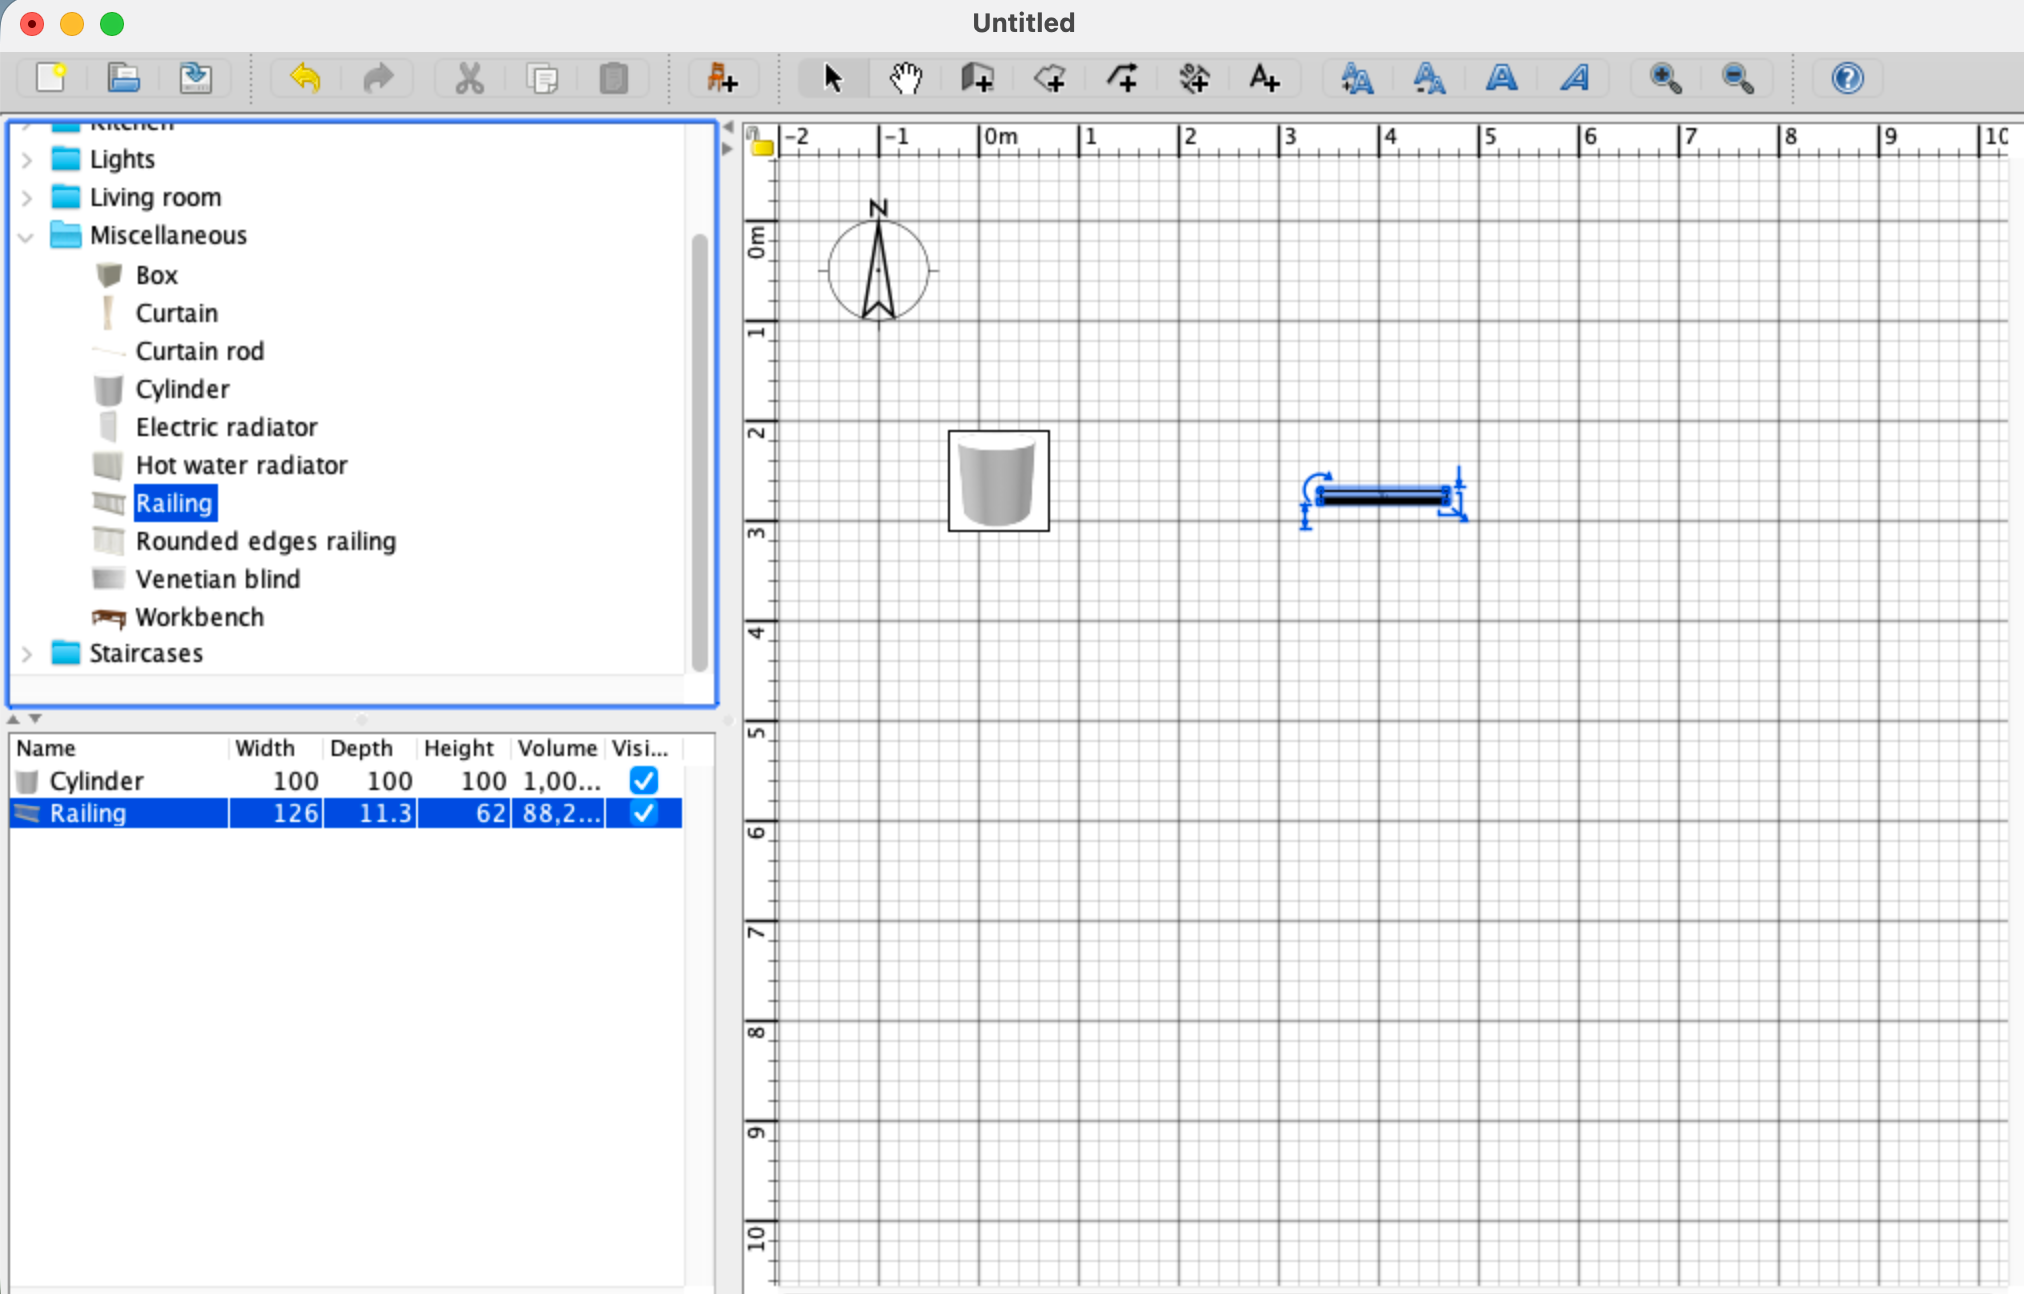 Untitled
Kitchen
Lights
Living room
Miscellaneous
Box
Curtain
Curtain rod
Cylinder
Electric radiator
Hot water radiator
Railing
Rounded edges railing
Venetian blind
Workbench
Staircases
Name Width Depth Height Volume Visi...
Cylinder 100 100 100 1,00...
Railing 126 11.3 62 88,2...
-2 -1 0m 1 2 3 4 5 6 7 8 9 10
N
0m
1
2
3
4
5
6
7
8
9
10